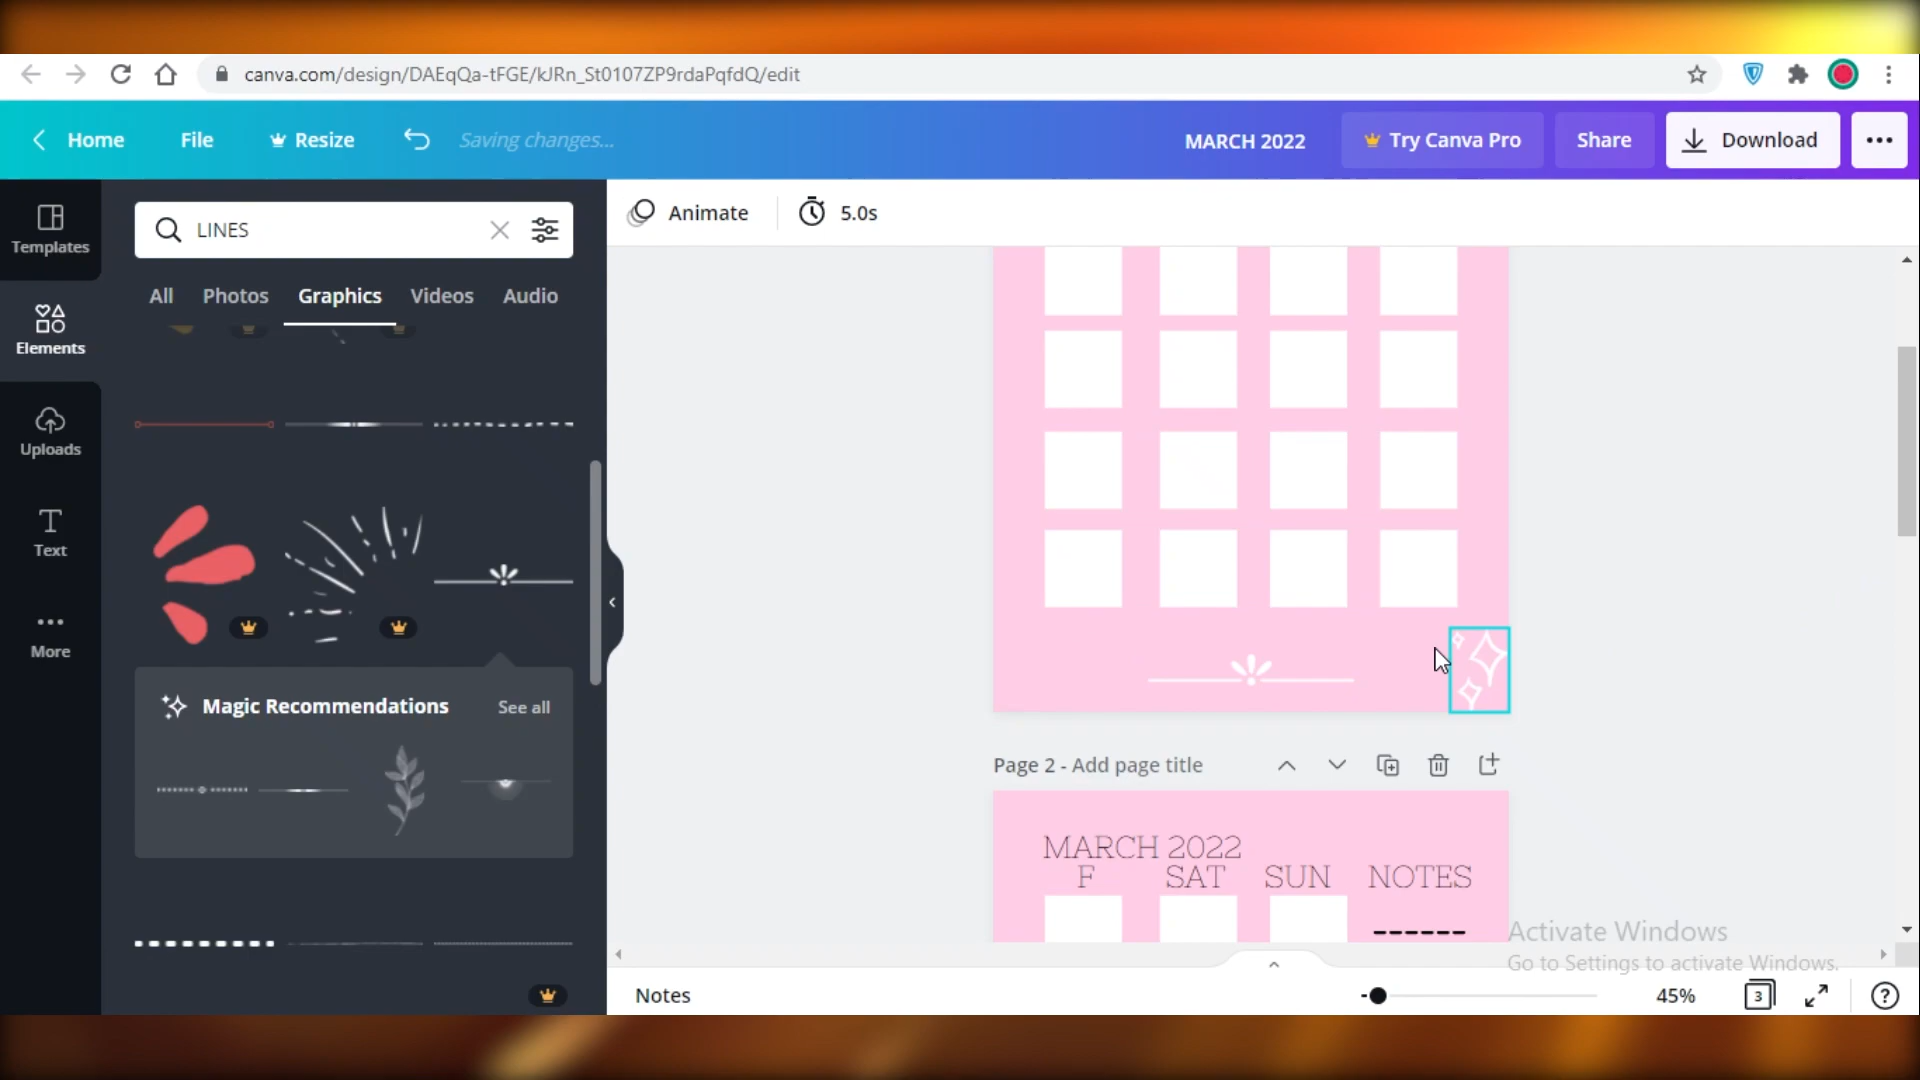 canva.com/design/DAEqQa-tFGE/kJRn_St0107ZP9rdaPqfdQ/edit
Home
File
Resize
Saving changes...
MARCH 2022
Try Canva Pro
Share
Download
Templates
LINES
Animate
5.0s
All
Photos
Graphics
Videos
Audio
Elements
Uploads
Text
More
Magic Recommendations
See all
Page 2 - Add page title
MARCH 2022
F
SAT
SUN
NOTES
Activate Windows
Go to Settings to activate Windows.
Notes
45%
3